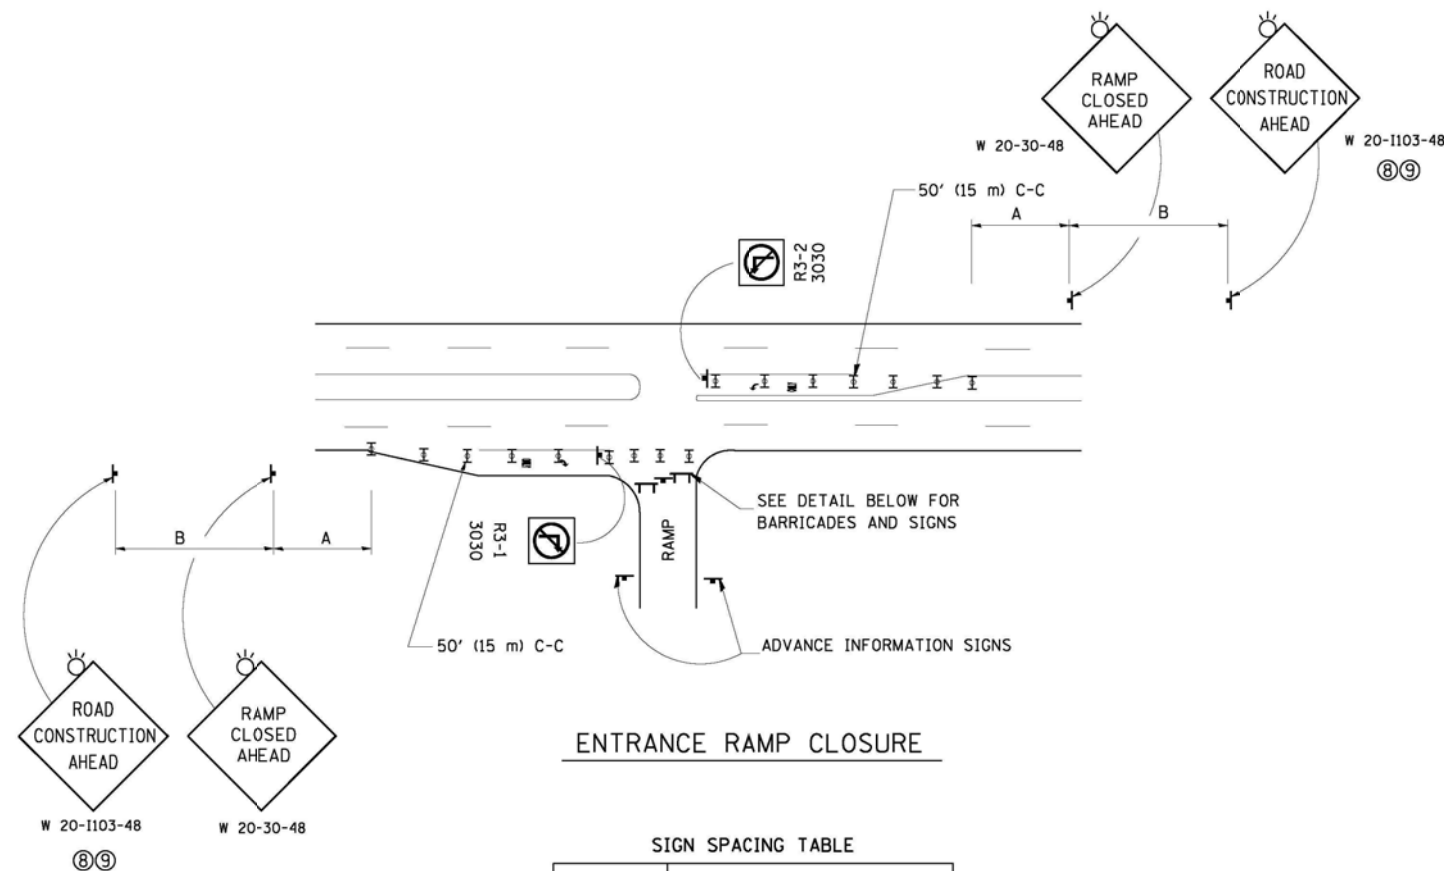 RAMP
CLOSED
AHEAD
W 20-30-48
ROAD
CONSTRUCTION
AHEAD
W 20-I103-48
⑧⑨
50' (15 m) C-C
A
B
R3-2
3030
SEE DETAIL BELOW FOR
BARRICADES AND SIGNS
RAMP
R3-1
3030
B
A
50' (15 m) C-C
ADVANCE INFORMATION SIGNS
ROAD
CONSTRUCTION
AHEAD
W 20-I103-48
⑧⑨
RAMP
CLOSED
AHEAD
W 20-30-48
ENTRANCE RAMP CLOSURE
SIGN SPACING TABLE